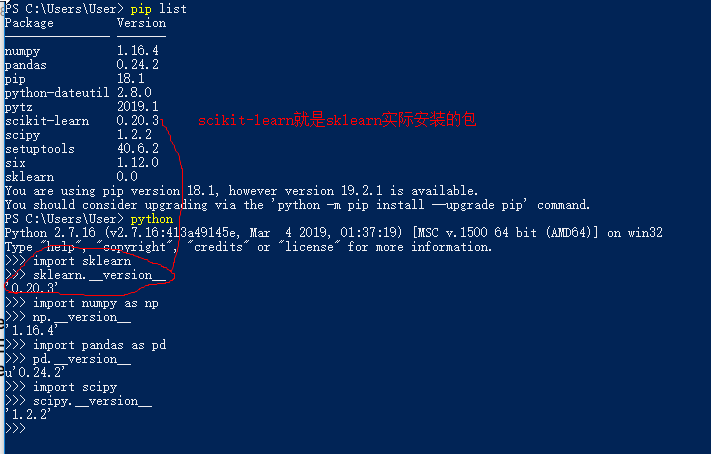 PS C:\Users\User> pip list
Package Version
--------------- -------
numpy 1.16.4
pandas 0.24.2
pip 18.1
python-dateutil 2.8.0
pytz 2019.1
scikit-learn 0.20.3 scikit-learn就是sklearn实际安装的包
scipy 1.2.2
setuptools 40.6.2
six 1.12.0
sklearn 0.0
You are using pip version 18.1, however version 19.2.1 is available.
You should consider upgrading via the 'python -m pip install --upgrade pip' command.
PS C:\Users\User> python
Python 2.7.16 (v2.7.16:413a49145e, Mar  4 2019, 01:37:19) [MSC v.1500 64 bit (AMD64)] on win32
Type "help", "copyright", "credits" or "license" for more information.
>>> import sklearn
>>> sklearn.__version__
'0.20.3'
>>> import numpy as np
>>> np.__version__
'1.16.4'
>>> import pandas as pd
>>> pd.__version__
u'0.24.2'
>>> import scipy
>>> scipy.__version__
'1.2.2'
>>>